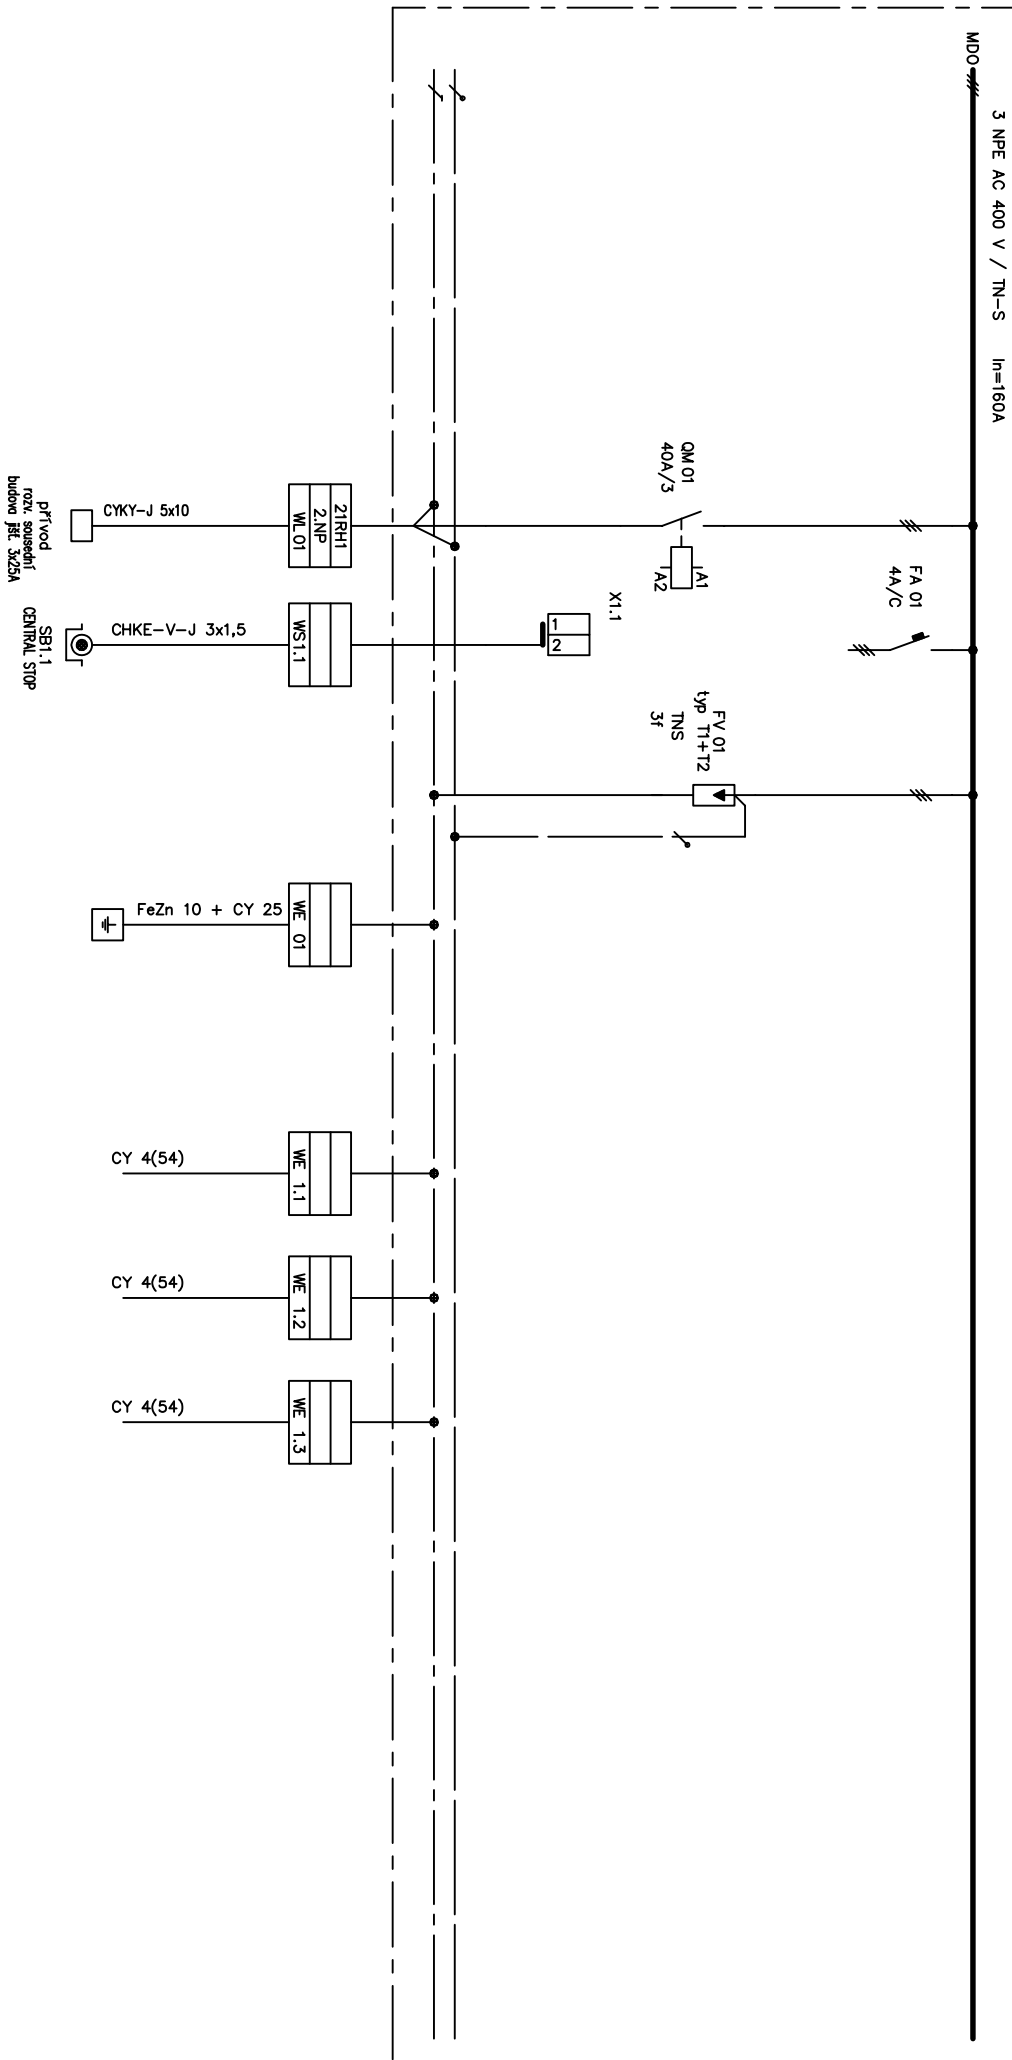 3 NPE AC 400 V / TN-S    In=160A
MDO
QM 01
40A/3
A1
A2
FA 01
4A/C
X1.1
1
2
FV 01
typ T1+T2
TNS
3f
21RH1
2.NP
WL 01
WS1.1
WE 01
WE 1.1
WE 1.2
WE 1.3
CYKY-J 5x10
CHKE-V-J 3x1,5
FeZn 10 + CY 25
CY 4(54)
CY 4(54)
CY 4(54)
přívod
rozv. sousední
budova jišt. 3x25A
SB1.1
CENTRAL STOP